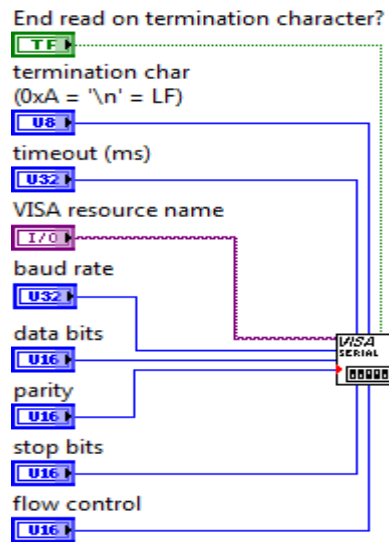 End read on termination character?
TF
termination char
(0xA = '\n' = LF)
U8
timeout (ms)
U32
VISA resource name
I/O
baud rate
U32
data bits
U16
parity
U16
stop bits
U16
flow control
U16
VISA
SERIAL